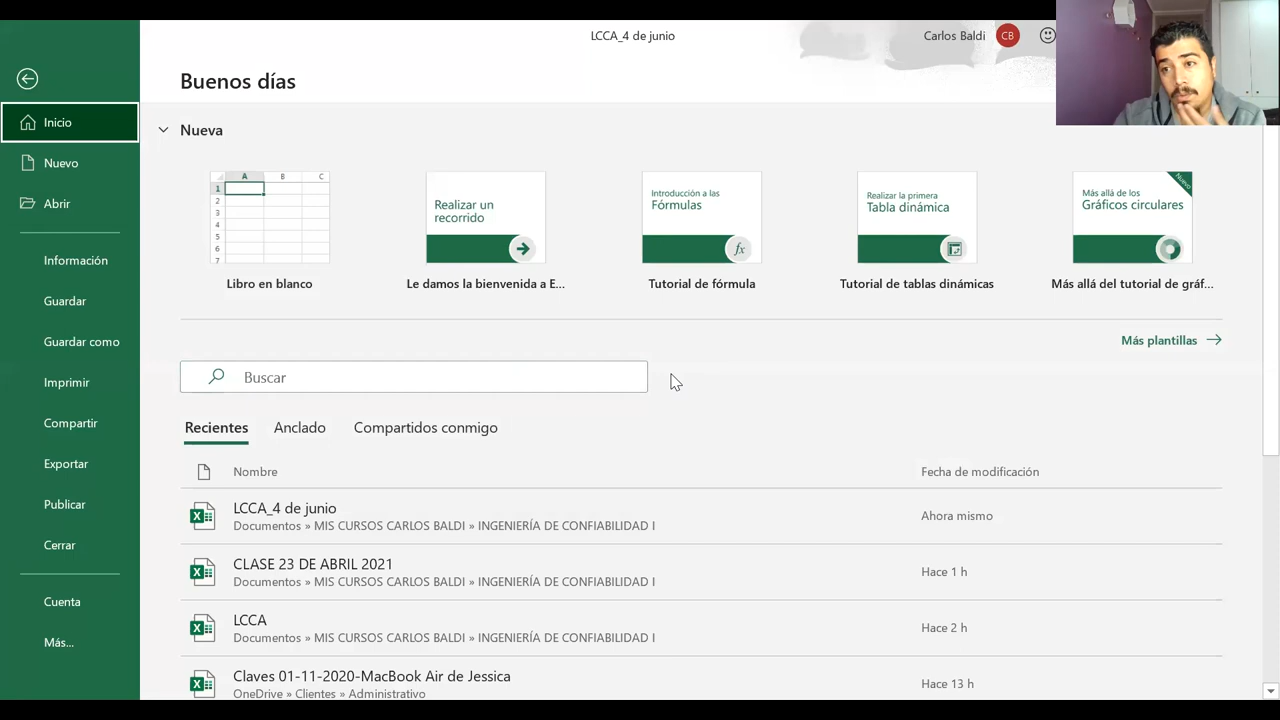 LCCA_4 de junio
Carlos Baldi
CB
Buenos días
Inicio
Nuevo
Abrir
Información
Guardar
Guardar como
Imprimir
Compartir
Exportar
Publicar
Cerrar
Cuenta
Más...
Nueva
A B C
1
2
3
4
5
6
7
Libro en blanco
Realizar un
recorrido
Le damos la bienvenida a E...
Introducción a las
Fórmulas
fx
Tutorial de fórmula
Realizar la primera
Tabla dinámica
Tutorial de tablas dinámicas
Más allá de los
Gráficos circulares
Nuevo
Más allá del tutorial de gráf...
Más plantillas
Buscar
Recientes Anclado Compartidos conmigo
Nombre Fecha de modificación
LCCA_4 de junio
Documentos » MIS CURSOS CARLOS BALDI » INGENIERÍA DE CONFIABILIDAD I
Ahora mismo
CLASE 23 DE ABRIL 2021
Documentos » MIS CURSOS CARLOS BALDI » INGENIERÍA DE CONFIABILIDAD I
Hace 1 h
LCCA
Documentos » MIS CURSOS CARLOS BALDI » INGENIERÍA DE CONFIABILIDAD I
Hace 2 h
Claves 01-11-2020-MacBook Air de Jessica
OneDrive » Clientes » Administrativo
Hace 13 h